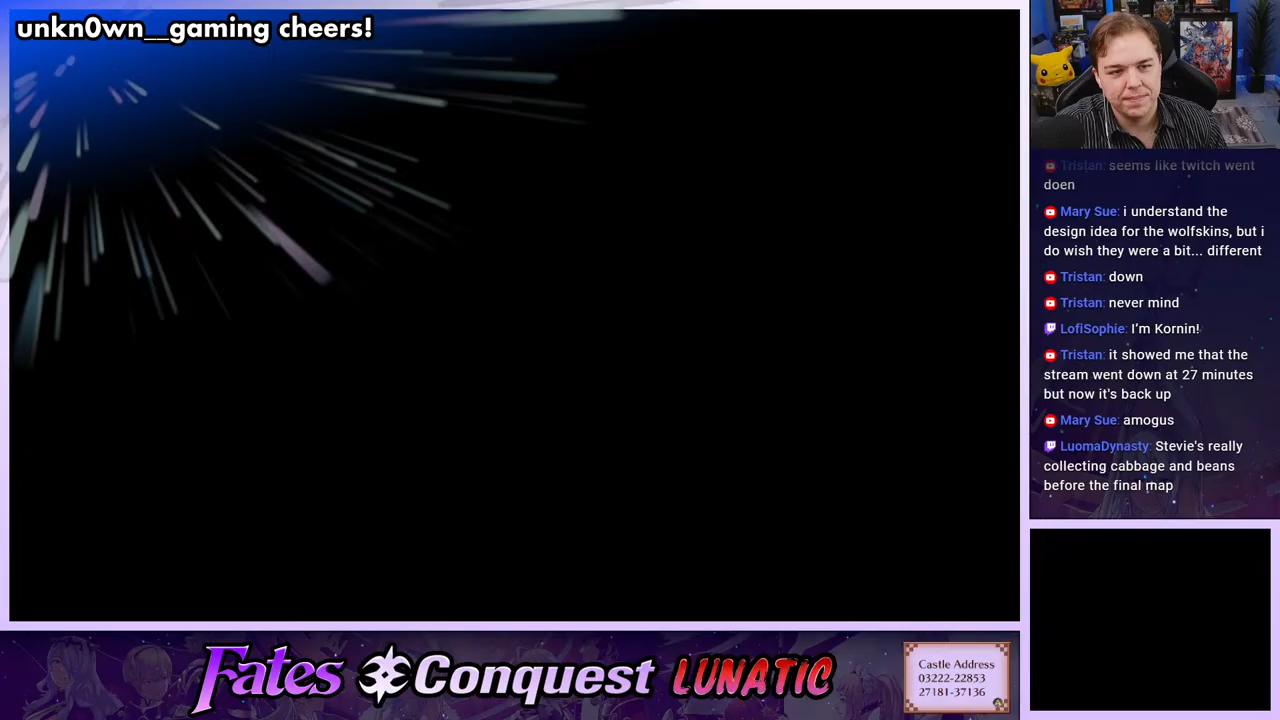 unkn0wn__gaming cheers!
Tristan: seems like twitch went
doen
Mary Sue: i understand the
design idea for the wolfskins, but i
do wish they were a bit... different
Tristan: down
Tristan: never mind
LofiSophie: I'm Kornin!
Tristan: it showed me that the
stream went down at 27 minutes
but now it's back up
Mary Sue: amogus
LuomaDynasty: Stevie's really
collecting cabbage and beans
before the final map
Fates Conquest LUNATIC
Castle Address
03222-22853
27181-37136